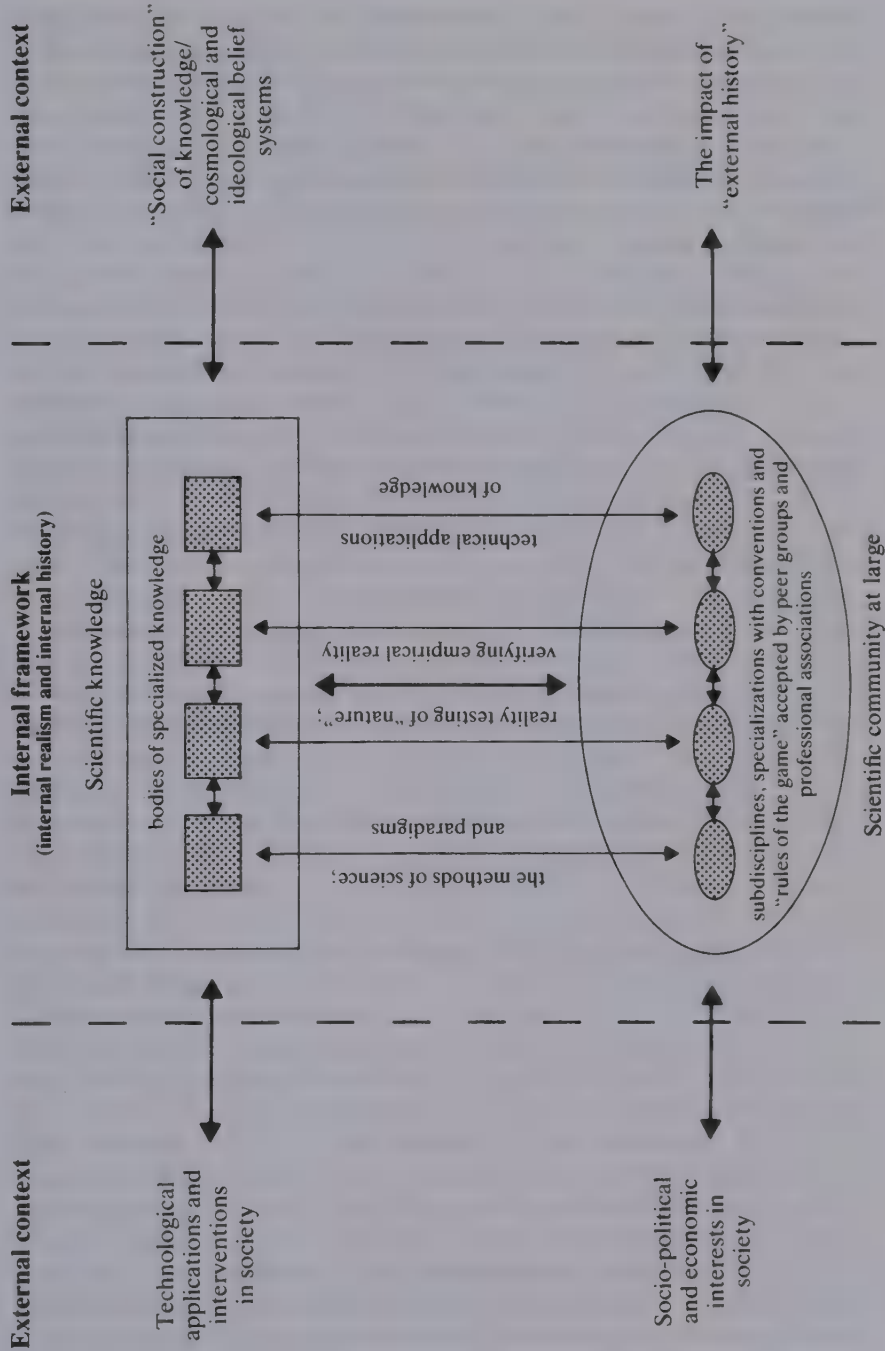 External context
Internal framework
(internal realism and internal history)
External context
Technological
applications and
interventions
in society
Scientific knowledge
bodies of specialized knowledge
"Social construction"
of knowledge/
cosmological and
ideological belief
systems
the methods of science;
and paradigms
reality testing of "nature";
verifying empirical reality
technical applications
of knowledge
Socio-political
and economic
interests in
society
subdisciplines, specializations with conventions and
"rules of the game" accepted by peer groups and
professional associations
The impact of
"external history"
Scientific community at large